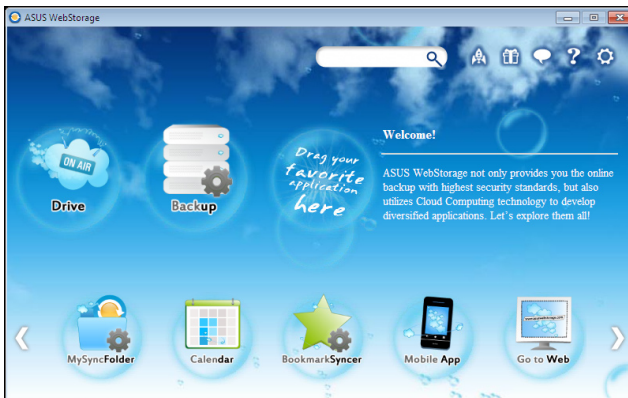 ASUS WebStorage
?
Welcome!
Drag your
favorite
application
here
ON AIR
ASUS WebStorage not only provides you the online
backup with highest security standards, but also
utilizes Cloud Computing technology to develop
diversified applications. Let's explore them all!
Drive
Backup
MySyncFolder
Calendar
BookmarkSyncer
Mobile App
Go to Web